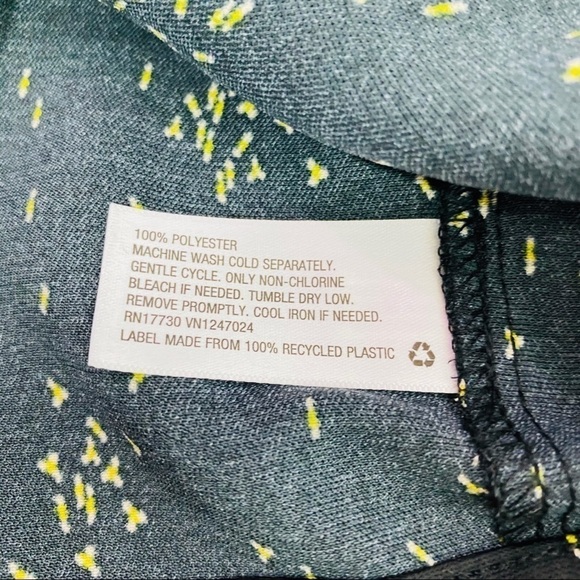 100% POLYESTER
MACHINE WASH COLD SEPARATELY.
GENTLE CYCLE. ONLY NON-CHLORINE
BLEACH IF NEEDED. TUMBLE DRY LOW.
REMOVE PROMPTLY. COOL IRON IF NEEDED.
RN17730 VN1247024
LABEL MADE FROM 100% RECYCLED PLASTIC